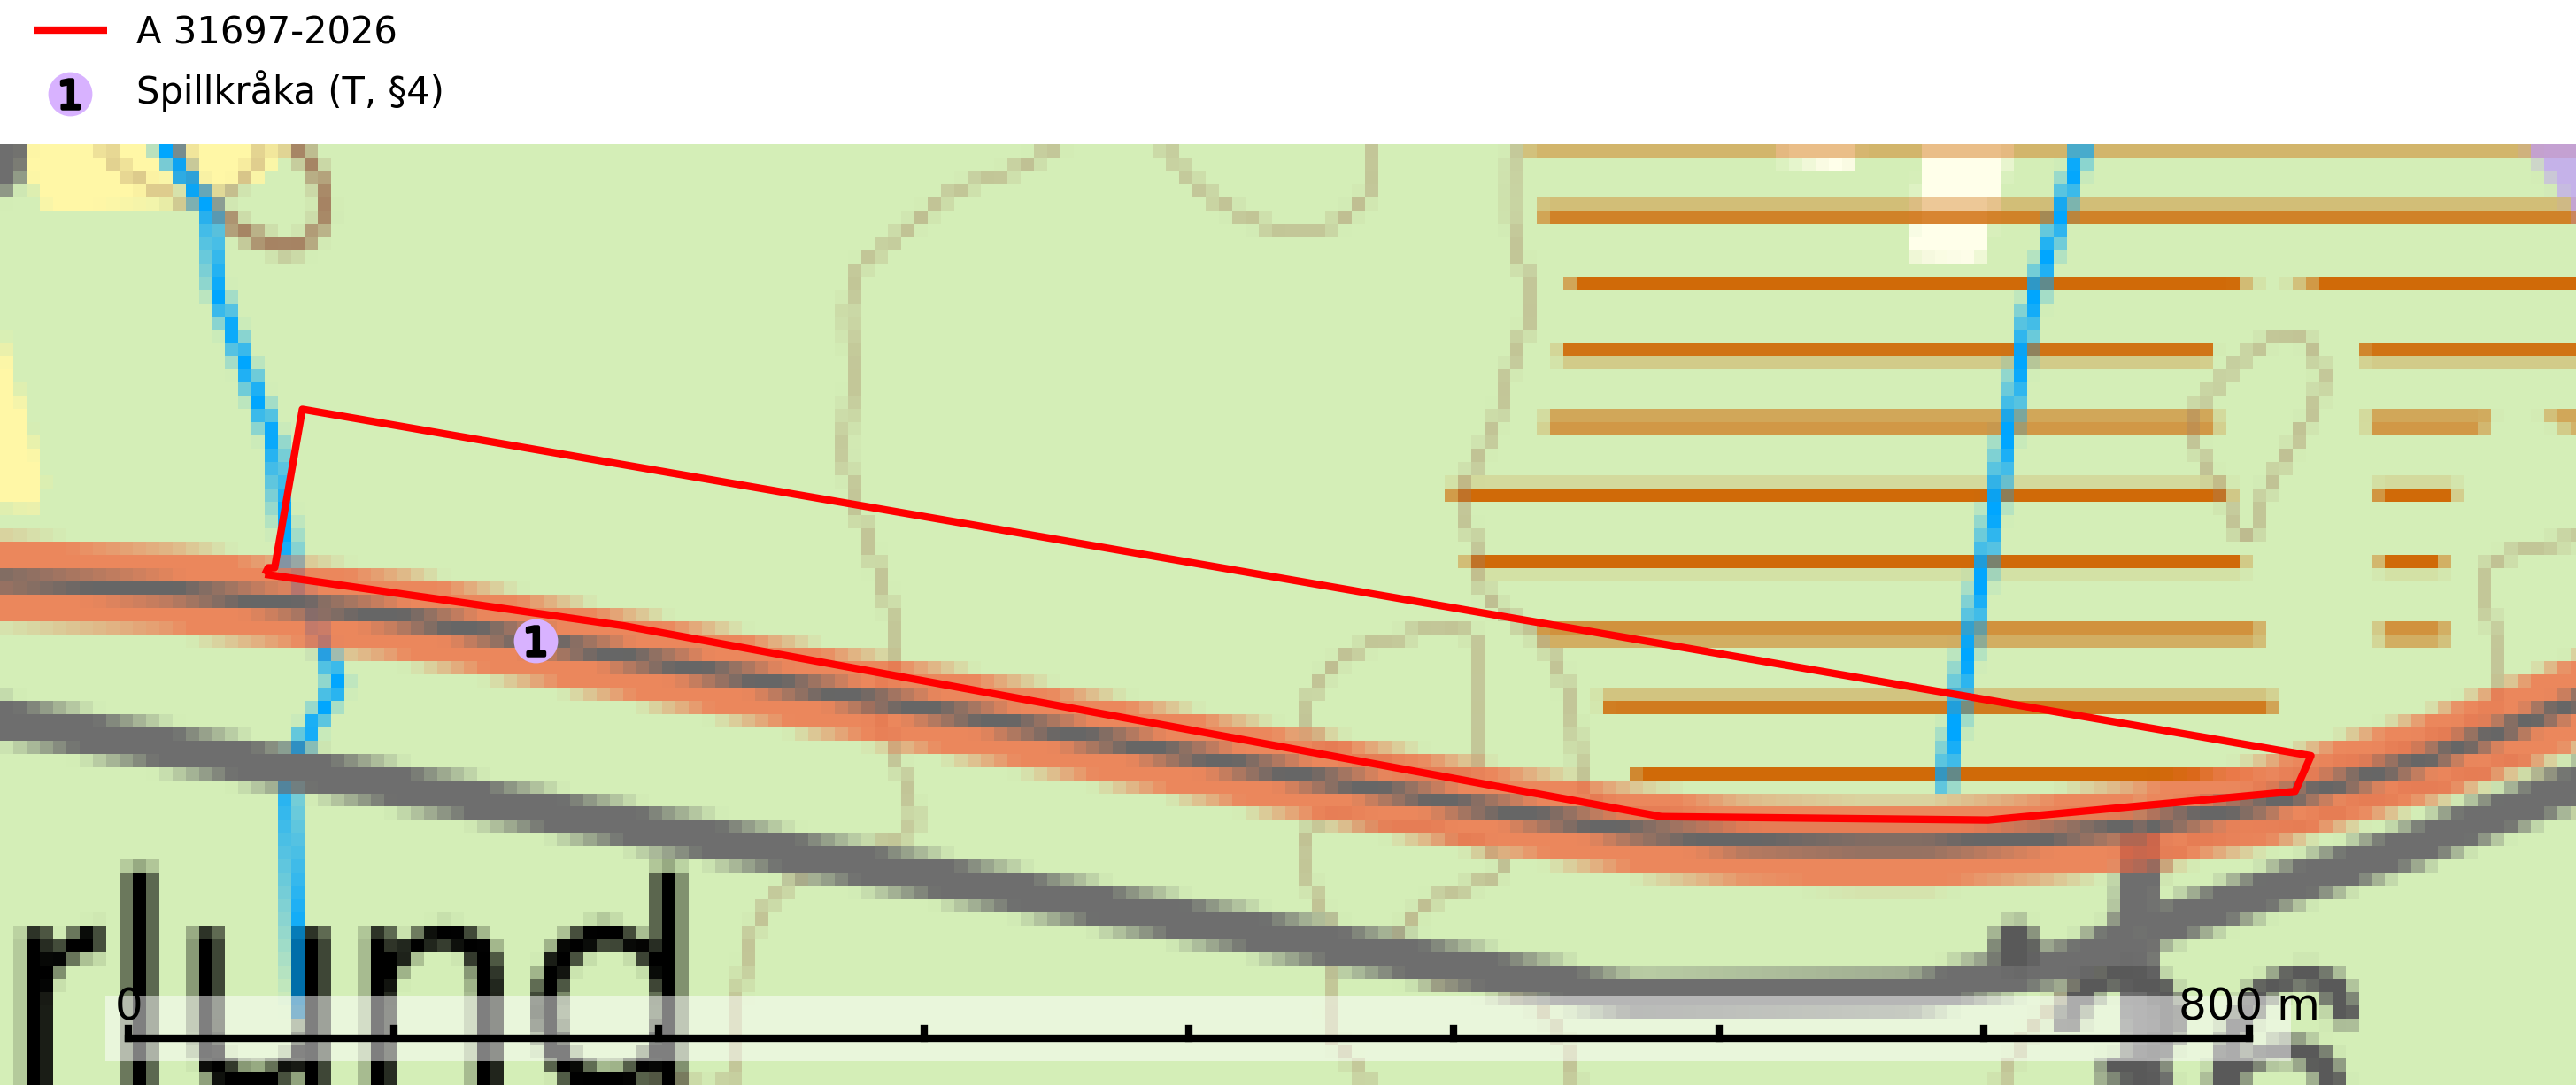 A 31697-2026
1 Spillkråka (T, §4)
1
rlund
0 800 m